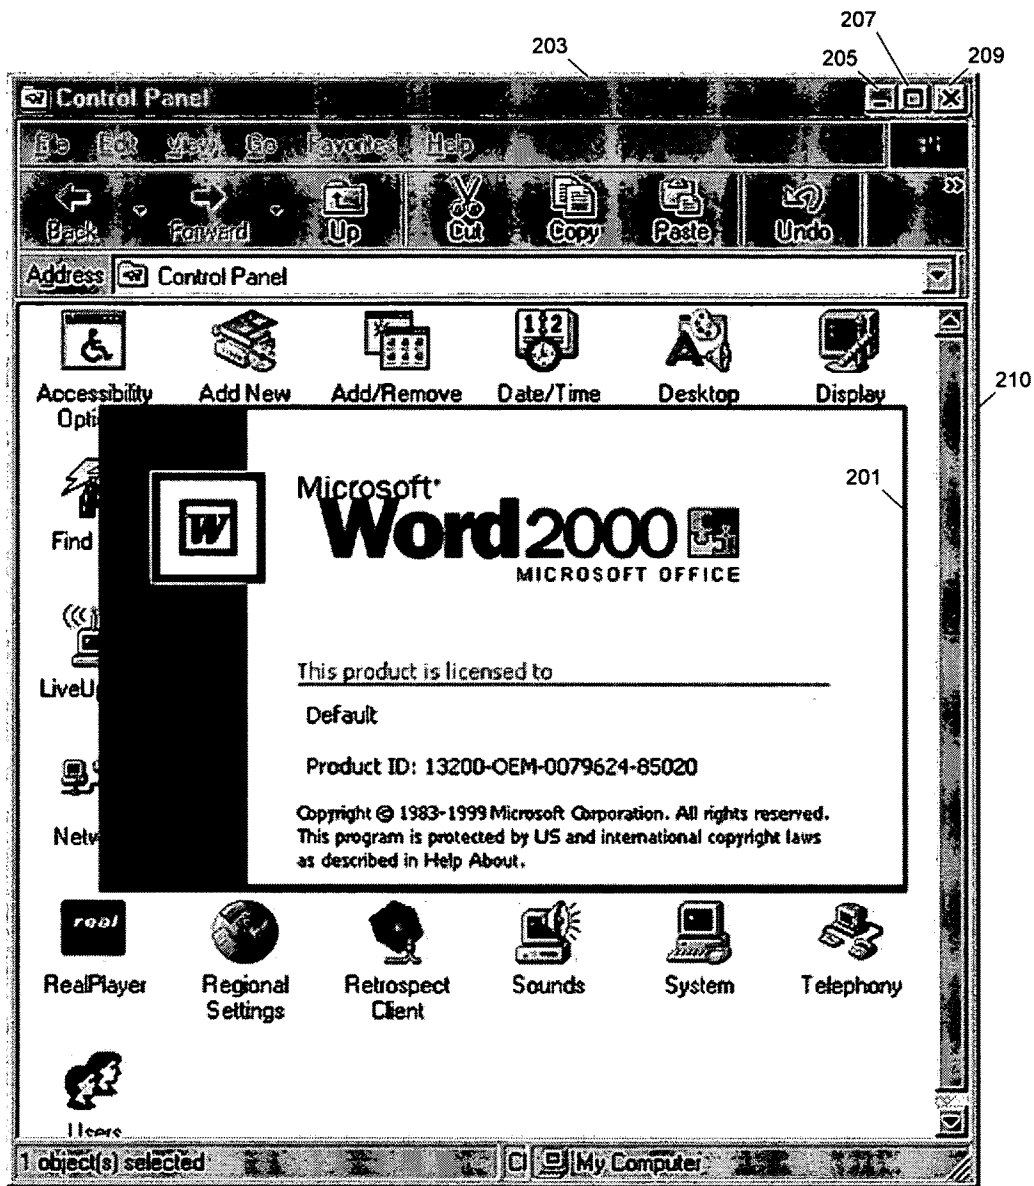 207
203
205
209
Control Panel
File Edit View Go Favorites Help
Back Forward Up Cut Copy Paste Undo
Address Control Panel
Accessibility Add New Add/Remove Date/Time Desktop Display
Opti
210
201
Microsoft
Word2000
MICROSOFT OFFICE
W
Find
This product is licensed to
LiveU
Default
Product ID: 13200-OEM-0079624-85020
Netw
Copyright © 1983-1999 Microsoft Corporation. All rights reserved.
This program is protected by US and international copyright laws
as described in Help About.
real
RealPlayer Regional Retrospect Sounds System Telephony
Settings Client
Users
1 object(s) selected My Computer